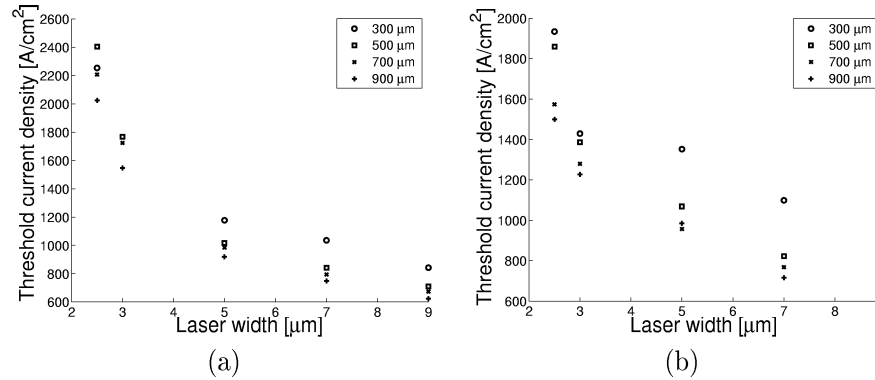 Threshold current density [A/cm²]
2600
2400
2200
2000
1800
1600
1400
1200
1000
800
600
2 3 4 5 6 7 8 9
Laser width [μm]
300 μm
500 μm
700 μm
900 μm
(a)
Threshold current density [A/cm²]
2000
1800
1600
1400
1200
1000
800
600
2 3 4 5 6 7 8
Laser width [μm]
300 μm
500 μm
700 μm
900 μm
(b)